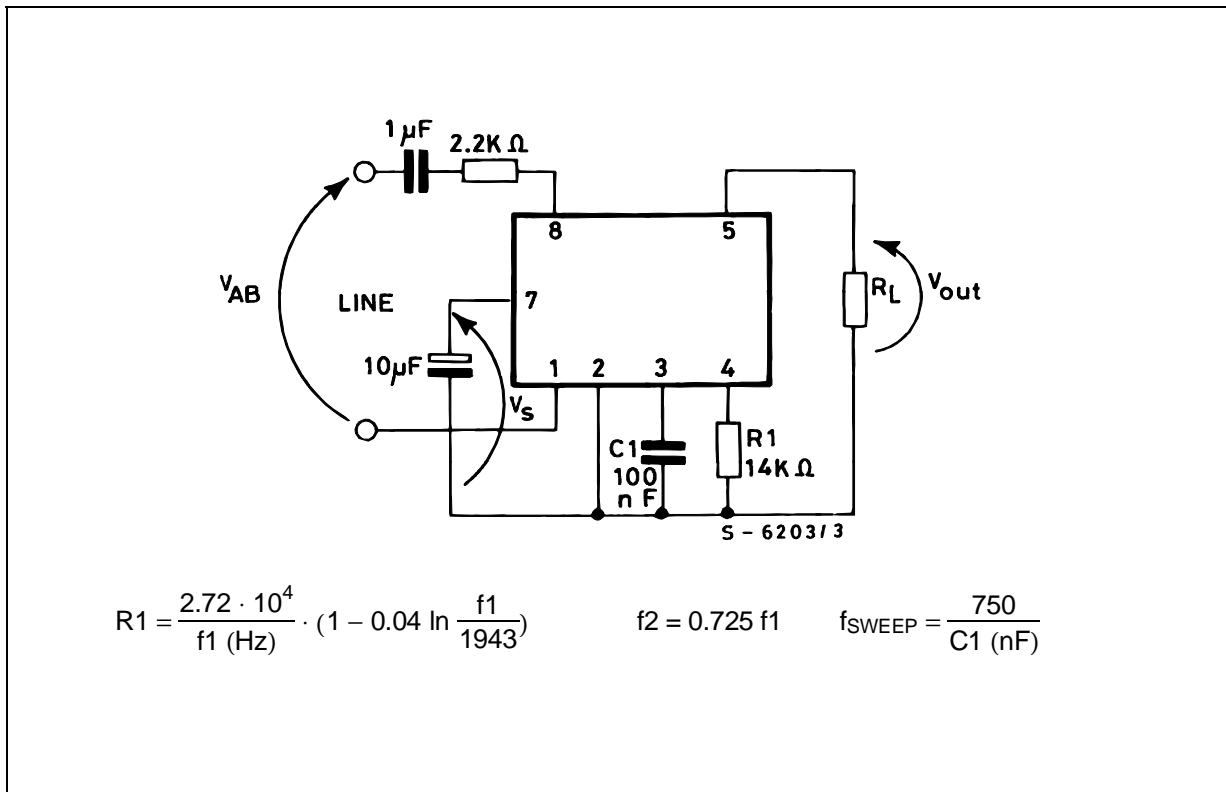 1 µF
2.2K Ω
8
5
V_AB
LINE
7
R_L
V_out
10µF
1
2
3
4
V_S
C1
100
n F
R1
14K Ω
S - 6203/3
R1 = 2.72 · 10^4 / f1 (Hz) · (1 – 0.04 ln f1 / 1943)
f2 = 0.725 f1
f_SWEEP = 750 / C1 (nF)